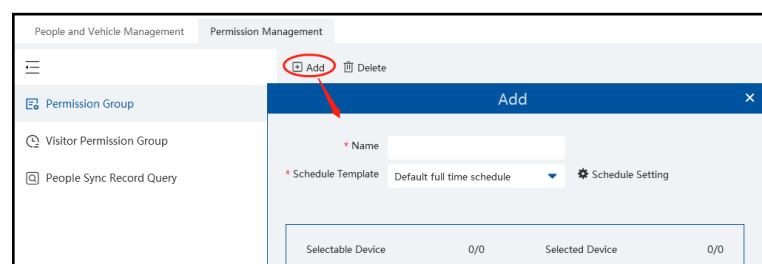 People and Vehicle Management Permission Management
Add Delete
Permission Group
Visitor Permission Group
People Sync Record Query
Add
* Name
* Schedule Template Default full time schedule Schedule Setting
Selectable Device 0/0 Selected Device 0/0